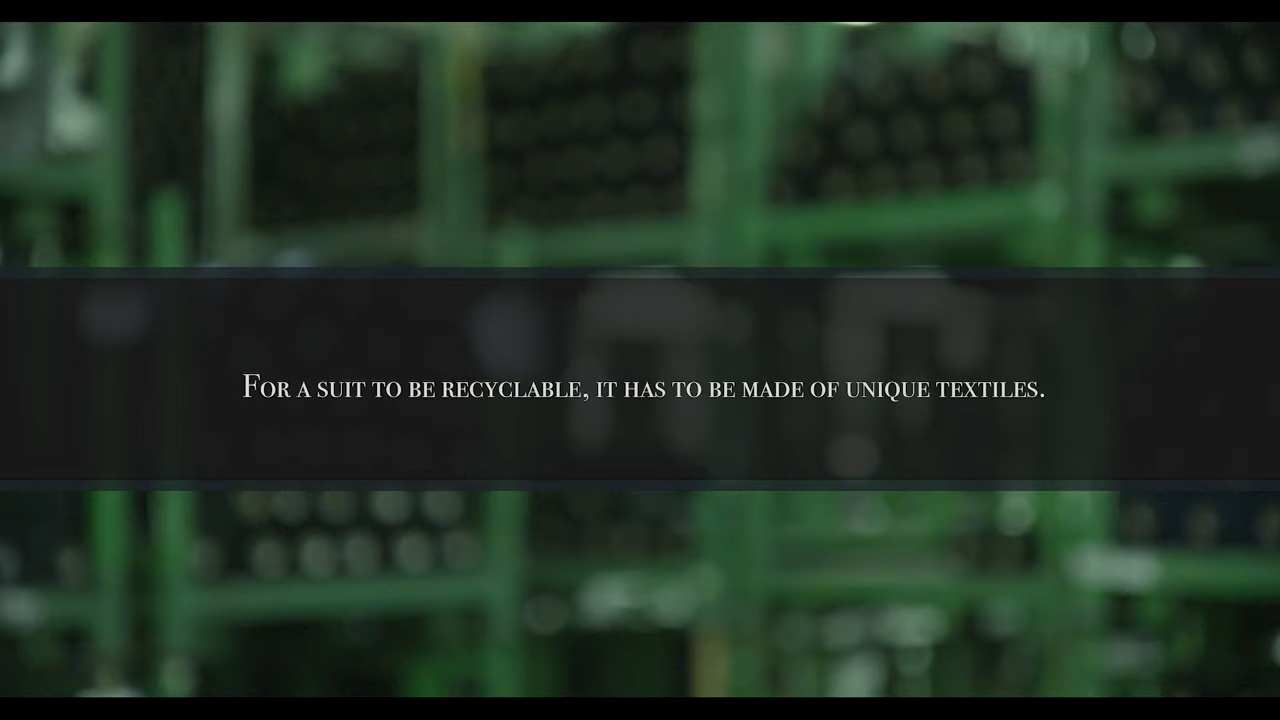 For a suit to be recyclable, it has to be made of unique textiles.